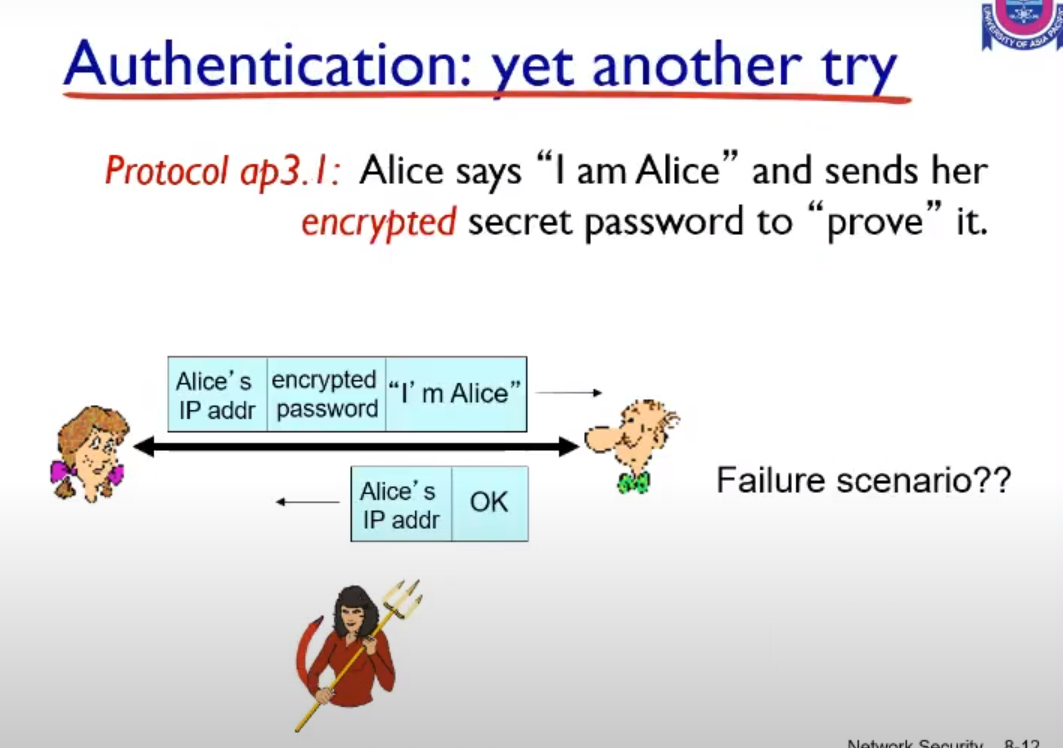 UNIVERSITY OF ASIA PACIFIC
Authentication: yet another try
Protocol ap3.1: Alice says “I am Alice” and sends her
encrypted secret password to “prove” it.
Alice’s
IP addr
encrypted
password
“I’m Alice”
Alice’s
IP addr
OK
Failure scenario??
Network Security 8-12